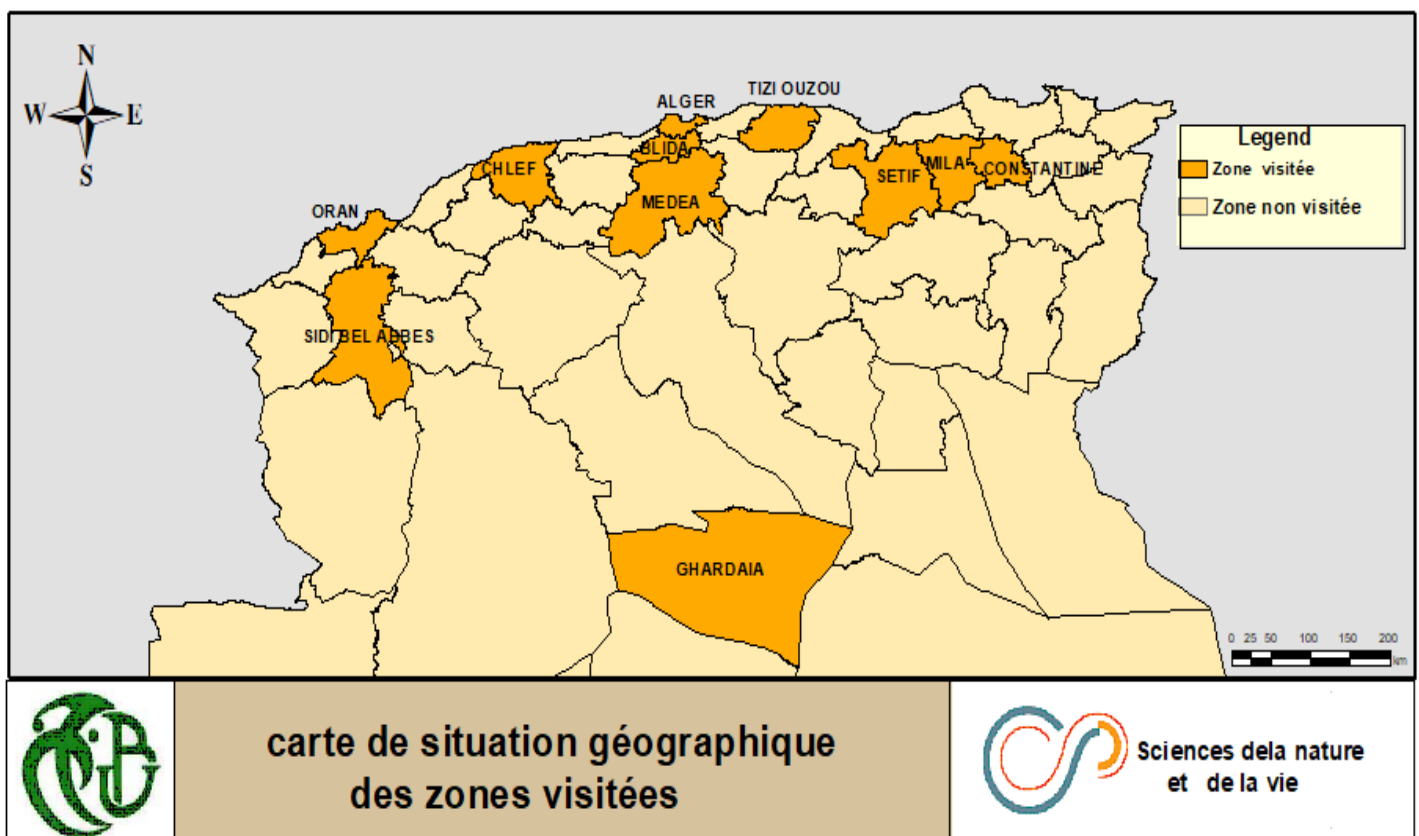 N
W E
S
TIZI OUZOU
ALGER
BLIDA
CHLEF
SETIF
MILA
CONSTANTINE
MEDEA
ORAN
SIDI BEL ABBES
GHARDAIA
Legend
Zone visitée
Zone non visitée
0 25 50 100 150 200
km
carte de situation géographique
des zones visitées
Sciences dela nature
et de la vie